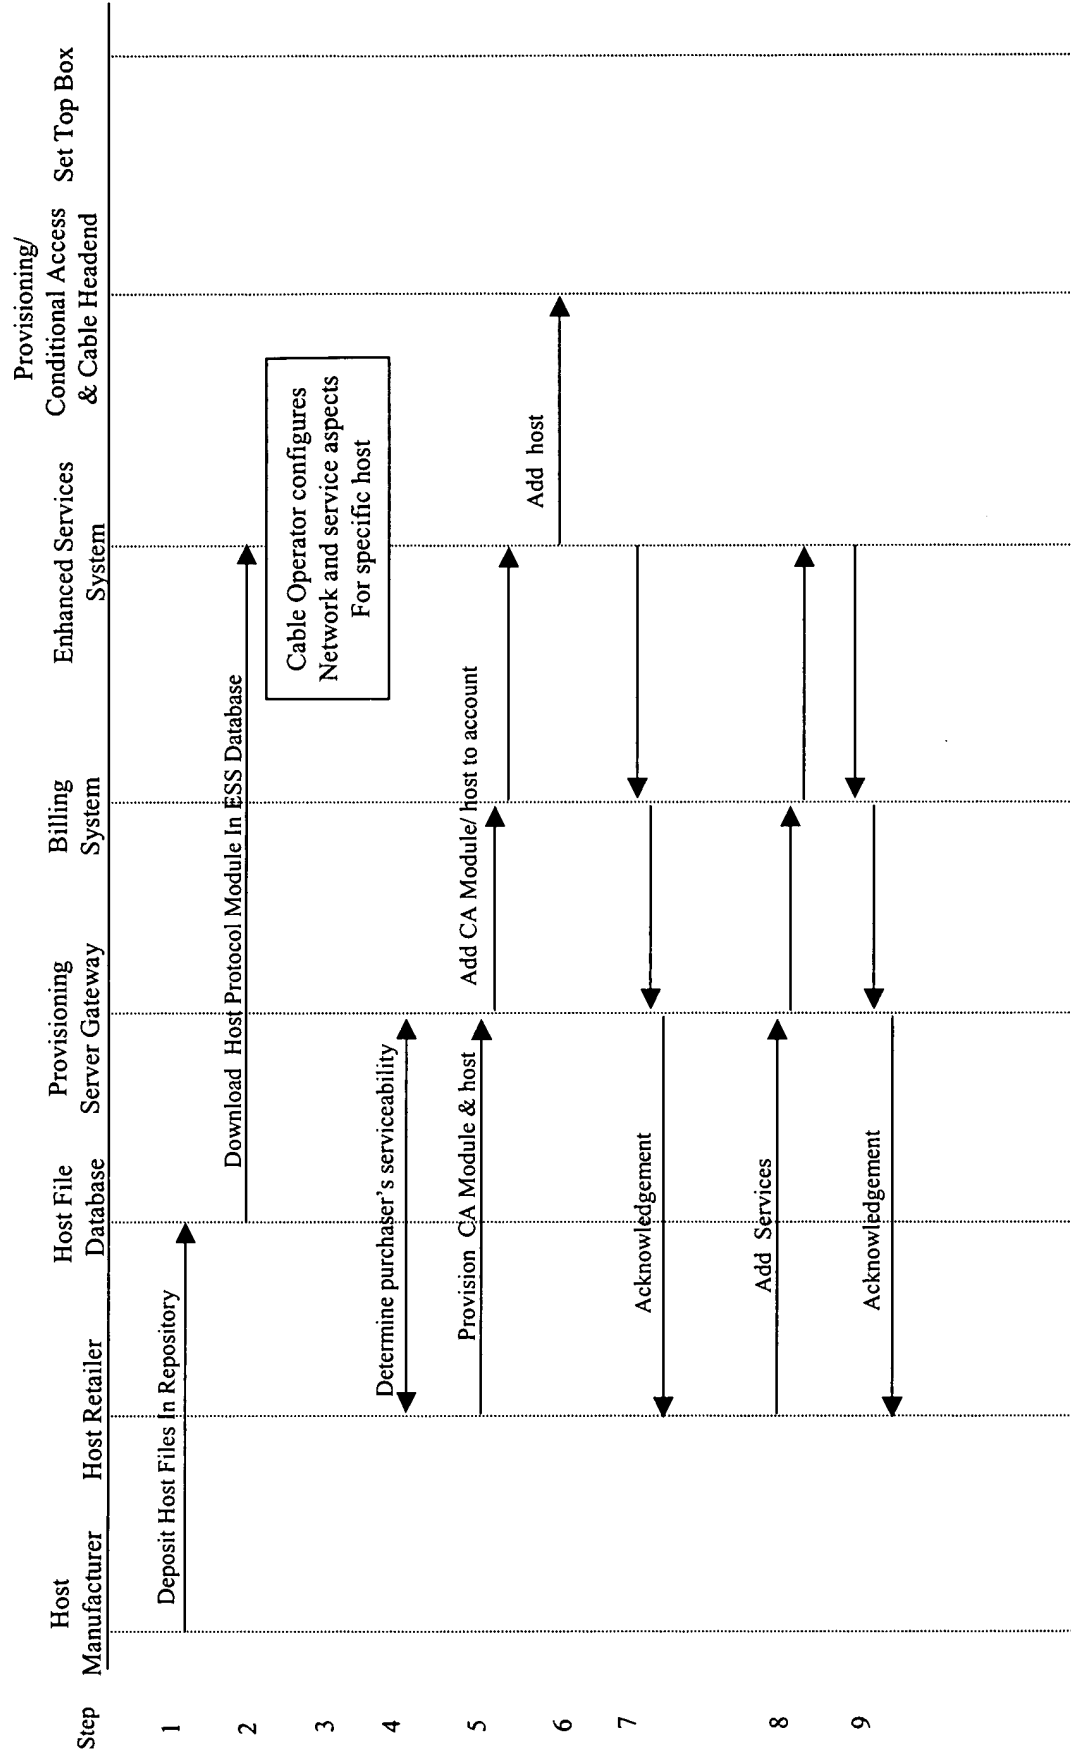 Step
Host
Manufacturer
Host Retailer
Host File
Database
Provisioning
Server Gateway
Billing
System
Enhanced Services
System
Provisioning/
Conditional Access
& Cable Headend
Set Top Box
1
Deposit Host Files In Repository
2
Download Host Protocol Module In ESS Database
3
Cable Operator configures
Network and service aspects
For specific host
4
Determine purchaser's serviceability
5
Provision CA Module & host
Add CA Module/ host to account
6
Add host
7
Acknowledgement
8
Add Services
9
Acknowledgement